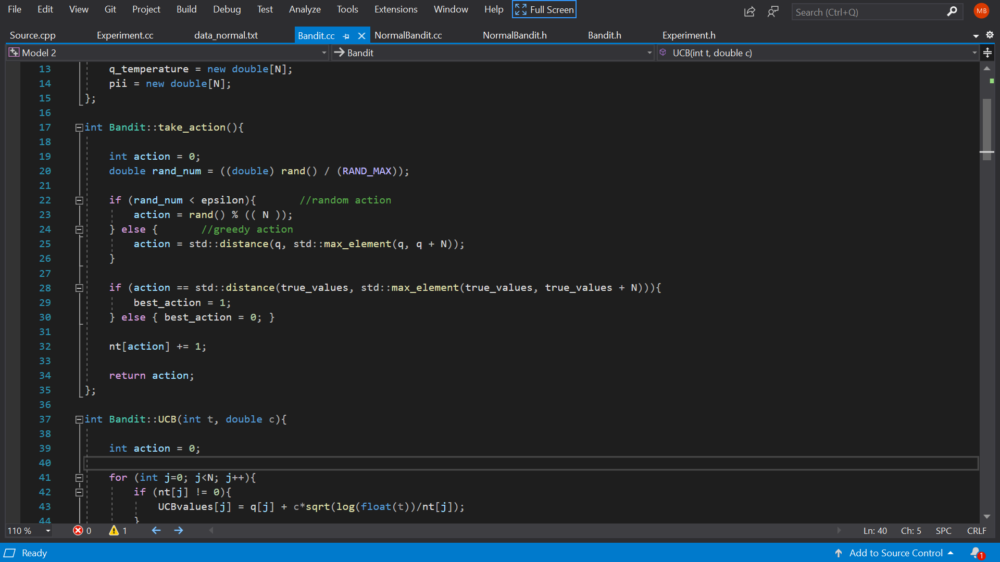 File Edit View Git Project Build Debug Test Analyze Tools Extensions Window Help Full Screen Search (Ctrl+Q) MB
Source.cpp Experiment.cc data_normal.txt Bandit.cc NormalBandit.cc NormalBandit.h Bandit.h Experiment.h
Model 2 Bandit UCB(int t, double c)
13 q_temperature = new double[N];
14 pii = new double[N];
15 };
16
17 int Bandit::take_action(){
18
19 int action = 0;
20 double rand_num = ((double) rand() / (RAND_MAX));
21
22 if (rand_num < epsilon){ //random action
23 action = rand() % (( N ));
24 } else { //greedy action
25 action = std::distance(q, std::max_element(q, q + N));
26 }
27
28 if (action == std::distance(true_values, std::max_element(true_values, true_values + N))){
29 best_action = 1;
30 } else { best_action = 0; }
31
32 nt[action] += 1;
33
34 return action;
35 };
36
37 int Bandit::UCB(int t, double c){
38
39 int action = 0;
40
41 for (int j=0; j<N; j++){
42 if (nt[j] != 0){
43 UCBvalues[j] = q[j] + c*sqrt(log(float(t))/nt[j]);
44 }
110 % 0 1 Ln: 40 Ch: 5 SPC CRLF
Ready Add to Source Control 1